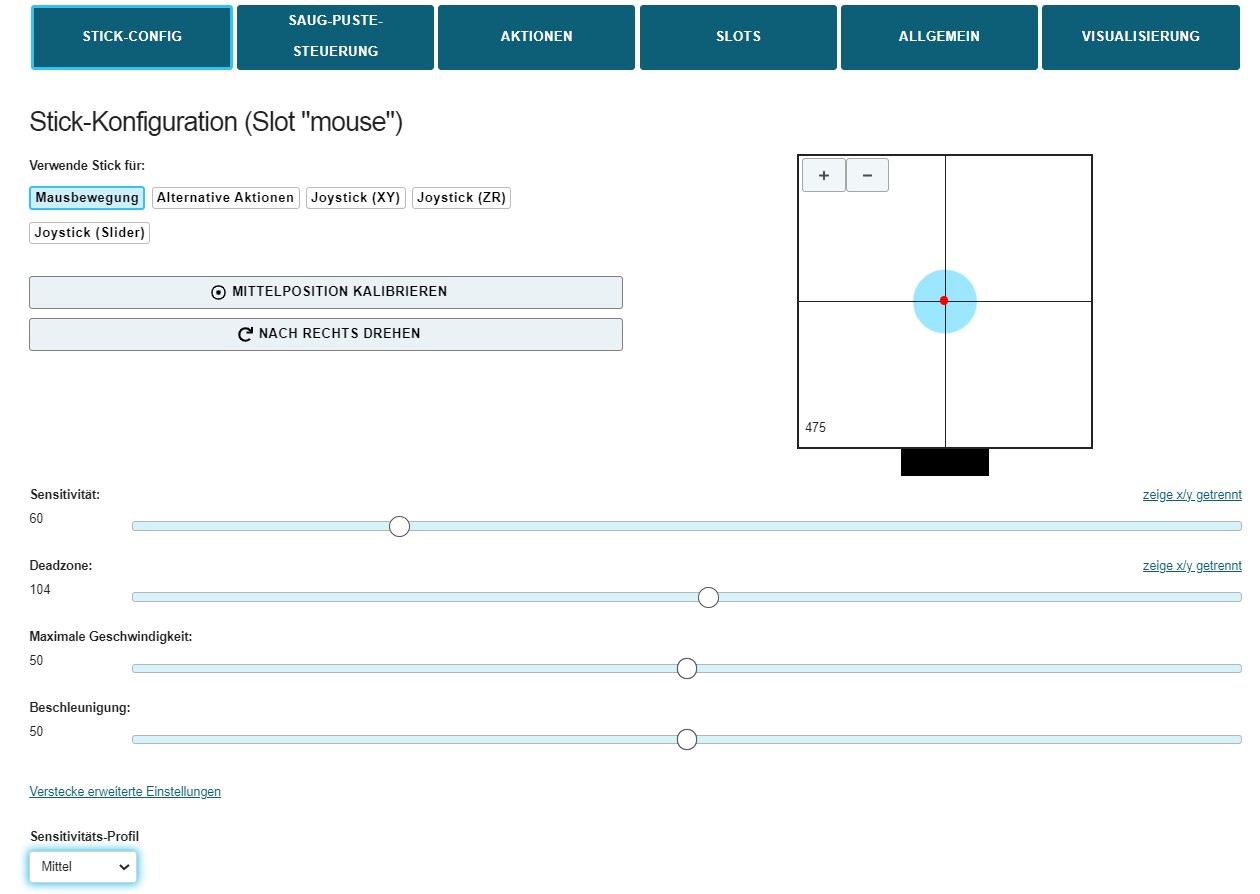 STICK-CONFIG
SAUG-PUSTE-
STEUERUNG
AKTIONEN
SLOTS
ALLGEMEIN
VISUALISIERUNG
Stick-Konfiguration (Slot "mouse")
Verwende Stick für:
Mausbewegung
Alternative Aktionen
Joystick (XY)
Joystick (ZR)
Joystick (Slider)
MITTELPOSITION KALIBRIEREN
NACH RECHTS DREHEN
+
−
475
Sensitivität:
zeige x/y getrennt
60
Deadzone:
zeige x/y getrennt
104
Maximale Geschwindigkeit:
50
Beschleunigung:
50
Verstecke erweiterte Einstellungen
Sensitivitäts-Profil
Mittel